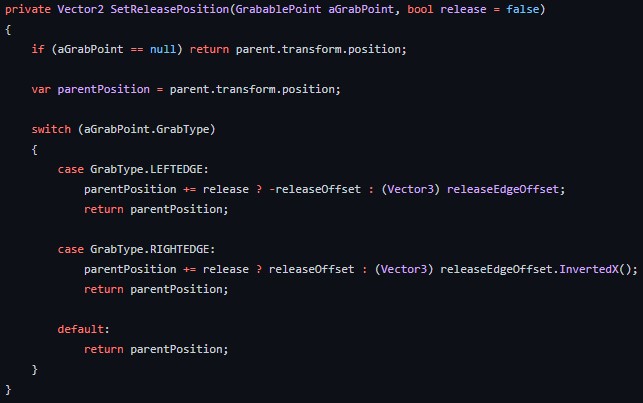 private Vector2 SetReleasePosition(GrabablePoint aGrabPoint, bool release = false)
{
    if (aGrabPoint == null) return parent.transform.position;

    var parentPosition = parent.transform.position;

    switch (aGrabPoint.GrabType)
    {
        case GrabType.LEFTEDGE:
            parentPosition += release ? -releaseOffset : (Vector3) releaseEdgeOffset;
            return parentPosition;

        case GrabType.RIGHTEDGE:
            parentPosition += release ? releaseOffset : (Vector3) releaseEdgeOffset.InvertedX();
            return parentPosition;

        default:
            return parentPosition;
    }
}